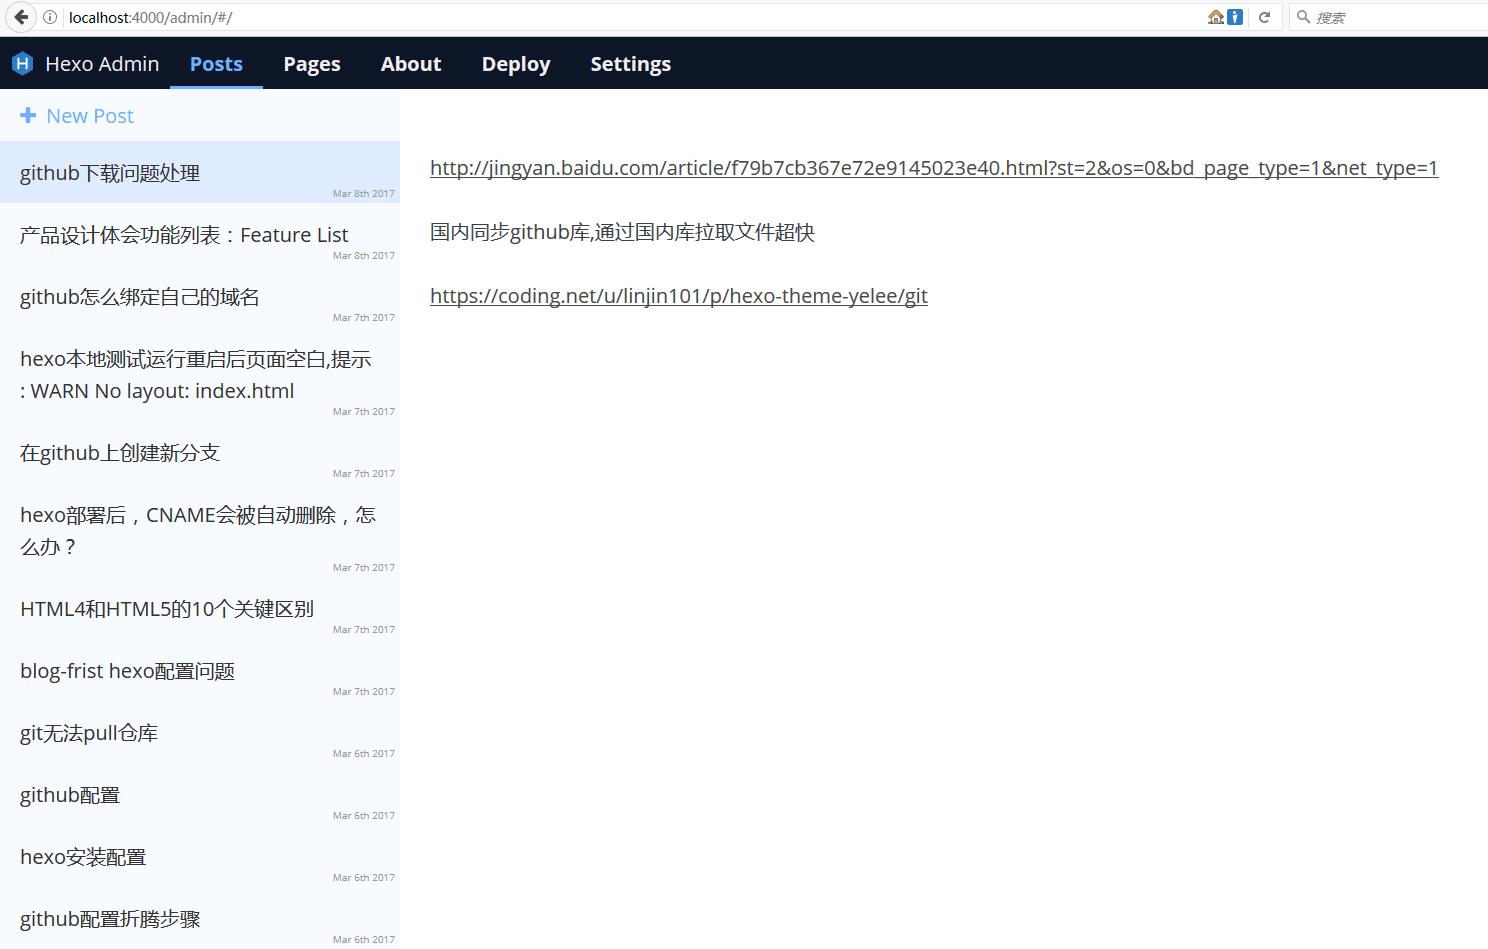 localhost:4000/admin/#/
搜索
Hexo Admin
Posts
Pages
About
Deploy
Settings
New Post
github下载问题处理
Mar 8th 2017
产品设计体会功能列表：Feature List
Mar 8th 2017
github怎么绑定自己的域名
Mar 7th 2017
hexo本地测试运行重启后页面空白,提示
: WARN No layout: index.html
Mar 7th 2017
在github上创建新分支
Mar 7th 2017
hexo部署后，CNAME会被自动删除，怎
么办？
Mar 7th 2017
HTML4和HTML5的10个关键区别
Mar 7th 2017
blog-frist hexo配置问题
Mar 7th 2017
git无法pull仓库
Mar 6th 2017
github配置
Mar 6th 2017
hexo安装配置
Mar 6th 2017
github配置折腾步骤
Mar 6th 2017
http://jingyan.baidu.com/article/f79b7cb367e72e9145023e40.html?st=2&os=0&bd_page_type=1&net_type=1
国内同步github库,通过国内库拉取文件超快
https://coding.net/u/linjin101/p/hexo-theme-yelee/git